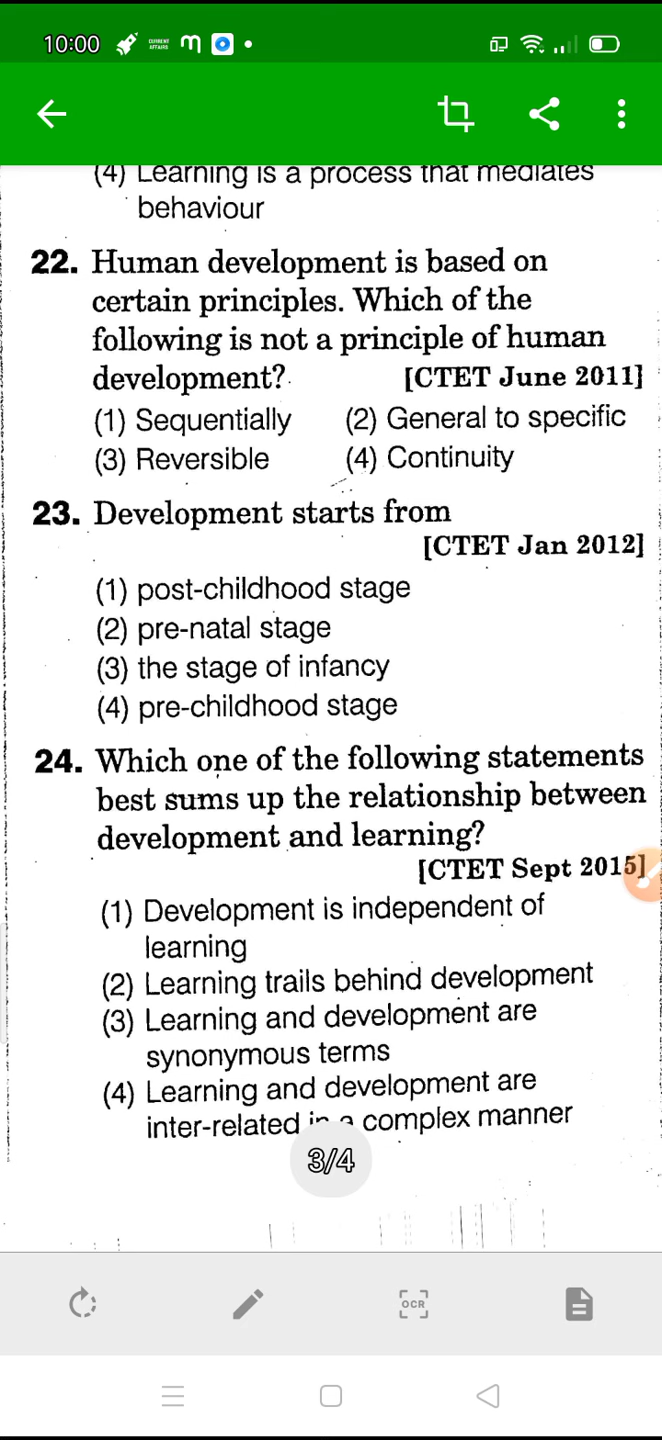 10:00 CURRENT AFFAIRS m
(4) Learning is a process that mediates
behaviour
22. Human development is based on
certain principles. Which of the
following is not a principle of human
development? [CTET June 2011]
(1) Sequentially (2) General to specific
(3) Reversible (4) Continuity
23. Development starts from
[CTET Jan 2012]
(1) post-childhood stage
(2) pre-natal stage
(3) the stage of infancy
(4) pre-childhood stage
24. Which one of the following statements
best sums up the relationship between
development and learning?
[CTET Sept 2015]
(1) Development is independent of
learning
(2) Learning trails behind development
(3) Learning and development are
synonymous terms
(4) Learning and development are
inter-related in a complex manner
3/4
OCR